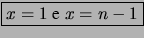 x = 1 e x = n − 1